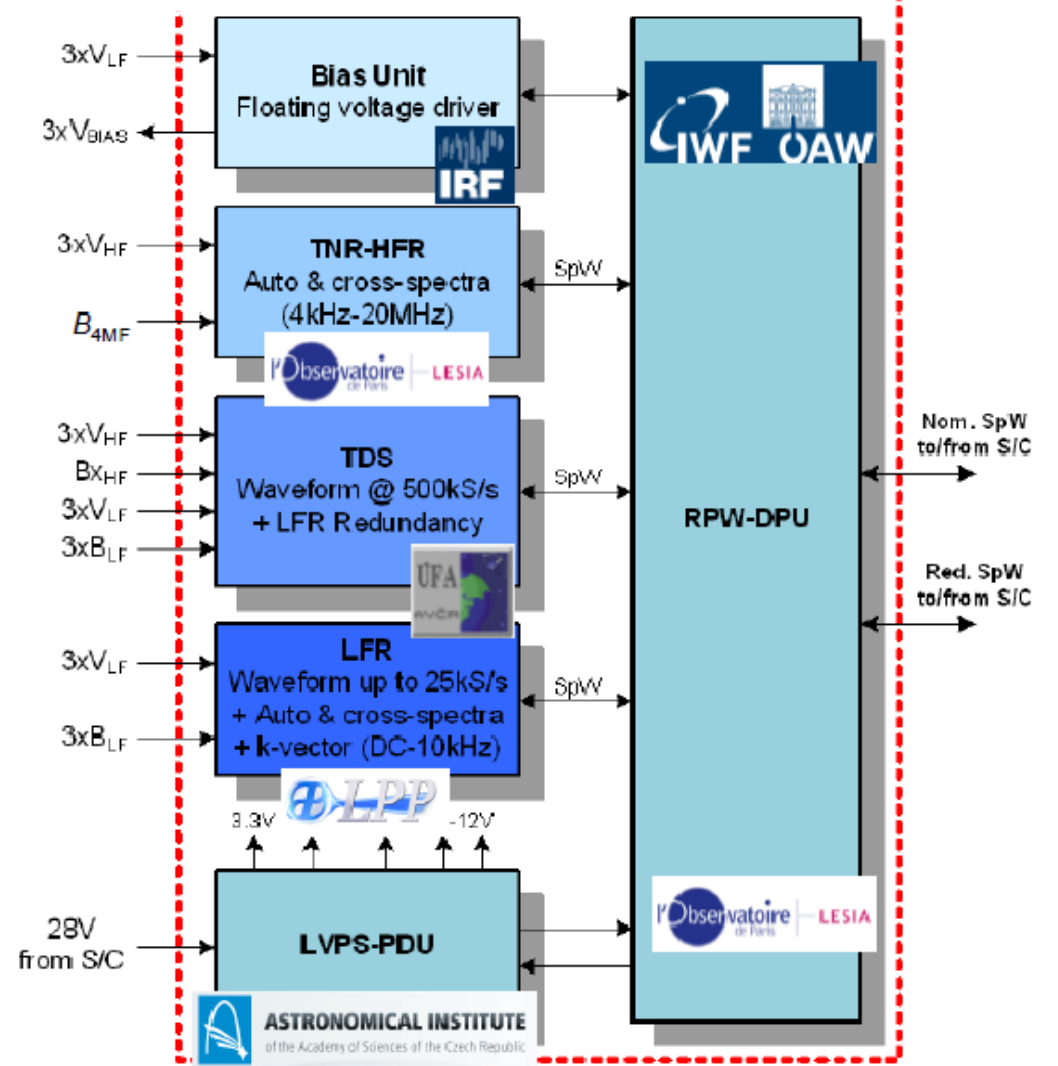 3xVLF
3xVBIAS
Bias Unit
Floating voltage driver
IRF
IWF ÖAW
3xVHF
B4MF
TNR-HFR
Auto & cross-spectra
(4kHz-20MHz)
SpW
l'Observatoire
de Paris
LESIA
3xVHF
BxHF
3xVLF
3xBLF
TDS
Waveform @ 500kS/s
+ LFR Redundancy
SpW
ÚFA
AVČR
RPW-DPU
Nom. SpW
to/from S/C
Red. SpW
to/from S/C
3xVLF
3xBLF
LFR
Waveform up to 25kS/s
+ Auto & cross-spectra
+ k-vector (DC-10kHz)
SpW
LPP
3.3V
-12V
28V
from S/C
LVPS-PDU
l'Observatoire
de Paris
LESIA
ASTRONOMICAL INSTITUTE
of the Academy of Sciences of the Czech Republic